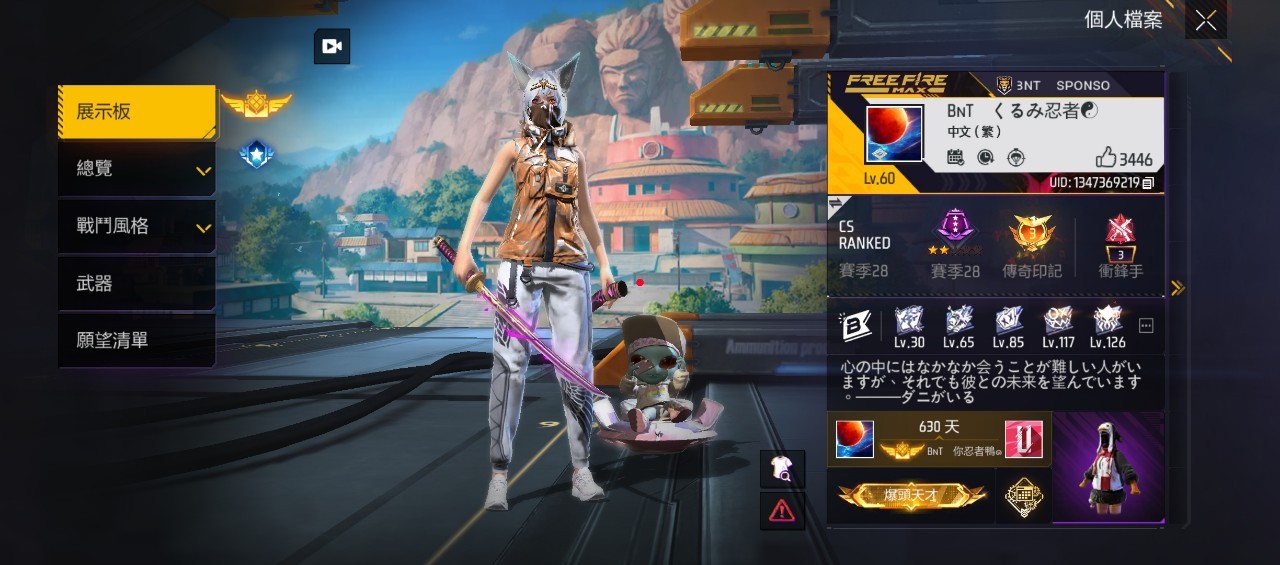 個人檔案
展示板
總覽
戰鬥風格
武器
願望清單
FREE FIRE
MAX
BNT SPONSO
BNT くるみ忍者☯
中文(繁)
3446
Lv.60
UID: 1347369219
CS
RANKED
賽季28
賽季28
3
傳奇印記
3
衝鋒手
Lv.30 Lv.65 Lv.85 Lv.117 Lv.126
心の中にはなかなか会うことが難しい人がい
ますが、それでも彼との未来を望んでいます
。———ダニがいる
630 天
BNT 你忍者鴨
爆頭天才